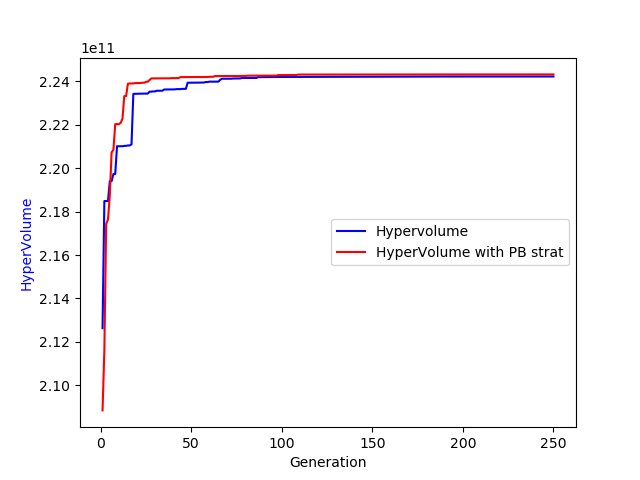 1e11
2.24
2.22
2.20
2.18
2.16
2.14
2.12
2.10
HyperVolume
Hypervolume
HyperVolume with PB strat
0
50
100
150
200
250
Generation